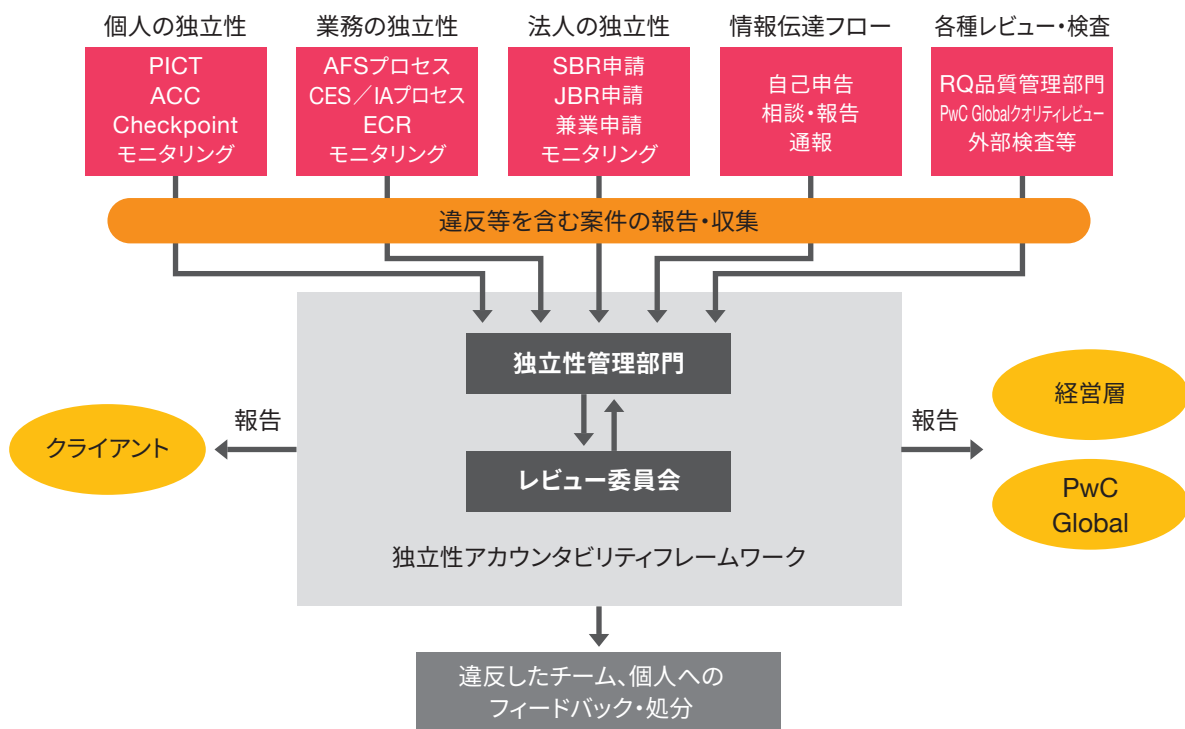 個人の独立性
業務の独立性
法人の独立性
情報伝達フロー
各種レビュー・検査
PICT
ACC
Checkpoint
モニタリング
AFSプロセス
CES／IAプロセス
ECR
モニタリング
SBR申請
JBR申請
兼業申請
モニタリング
自己申告
相談・報告
通報
RQ品質管理部門
PwC Globalクオリティレビュー
外部検査等
違反等を含む案件の報告・収集
独立性管理部門
レビュー委員会
独立性アカウンタビリティフレームワーク
報告
クライアント
報告
経営層
PwC
Global
違反したチーム、個人への
フィードバック・処分